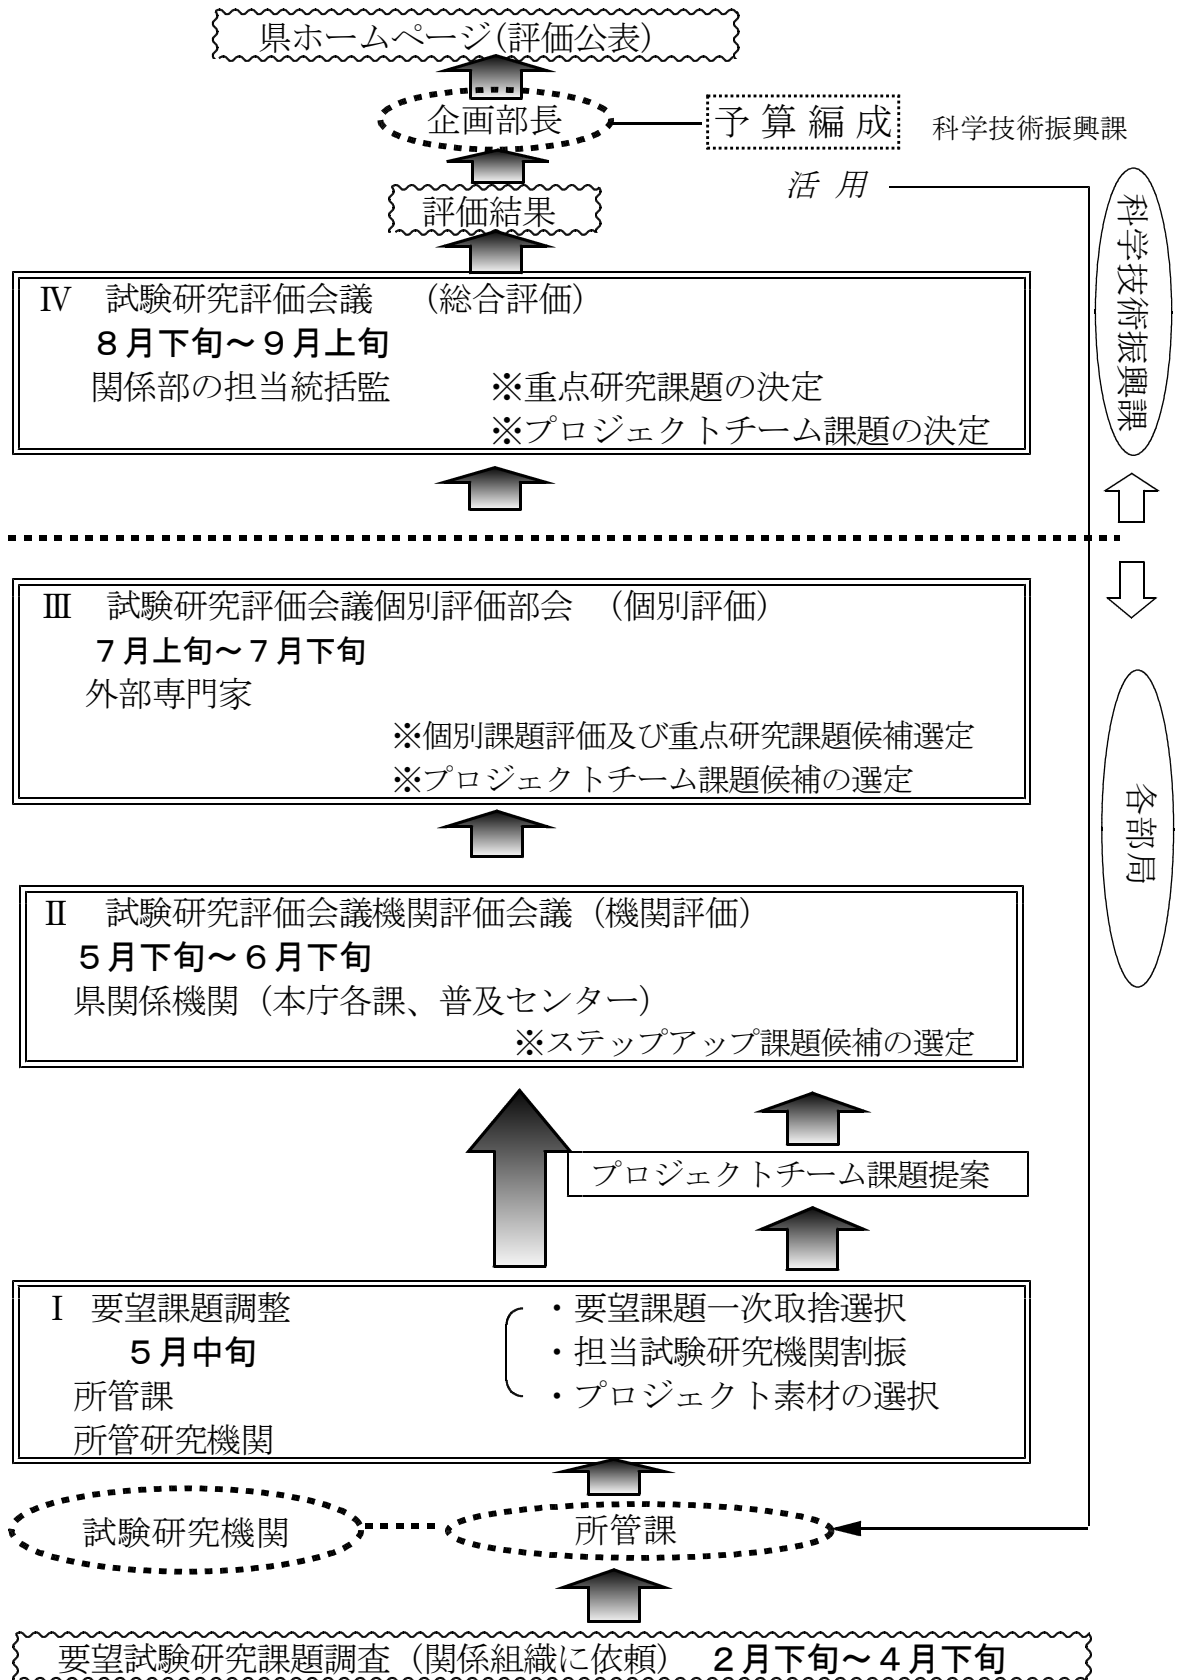 県ホームページ(評価公表)
企画部長
予算編成
科学技術振興課
活用
評価結果
科学技術振興課
Ⅳ 試験研究評価会議 (総合評価)
8月下旬~9月上旬
関係部の担当統括監 ※重点研究課題の決定
※プロジェクトチーム課題の決定
Ⅲ 試験研究評価会議個別評価部会 (個別評価)
7月上旬~7月下旬
外部専門家
※個別課題評価及び重点研究課題候補選定
※プロジェクトチーム課題候補の選定
各部局
Ⅱ 試験研究評価会議機関評価会議(機関評価)
5月下旬~6月下旬
県関係機関(本庁各課、普及センター)
※ステップアップ課題候補の選定
プロジェクトチーム課題提案
Ⅰ 要望課題調整 ・要望課題一次取捨選択
5月中旬 ・担当試験研究機関割振
所管課 ・プロジェクト素材の選択
所管研究機関
試験研究機関
所管課
要望試験研究課題調査(関係組織に依頼) 2月下旬~4月下旬